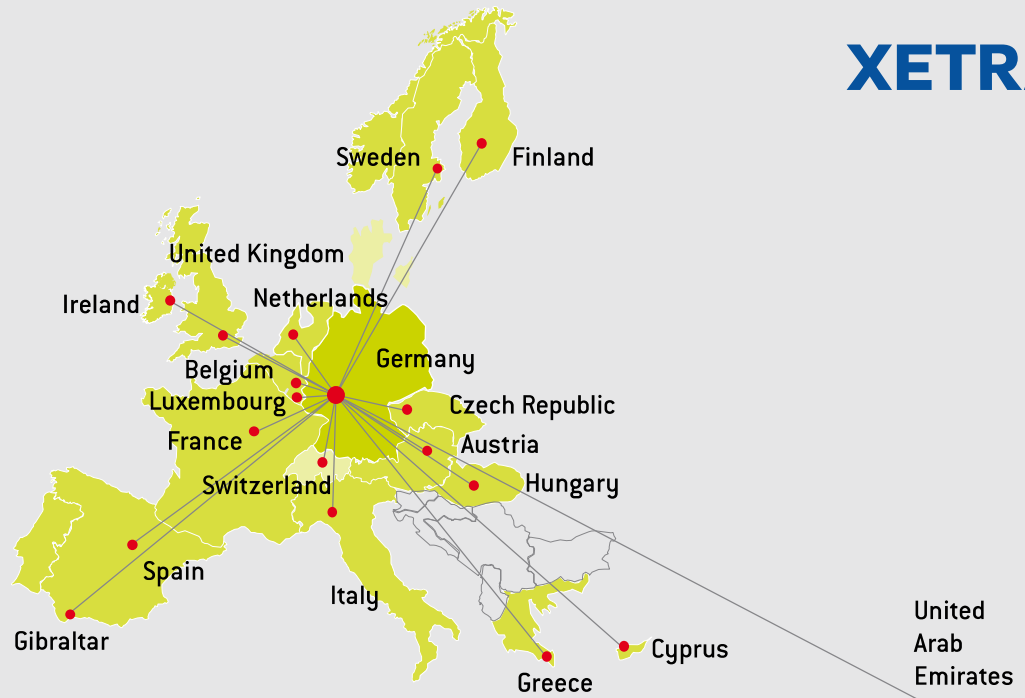 XETR
Sweden
Finland
United Kingdom
Netherlands
Ireland
Germany
Belgium
Luxembourg
Czech Republic
France
Austria
Switzerland
Hungary
Spain
Italy
United
Arab
Emirates
Gibraltar
Cyprus
Greece